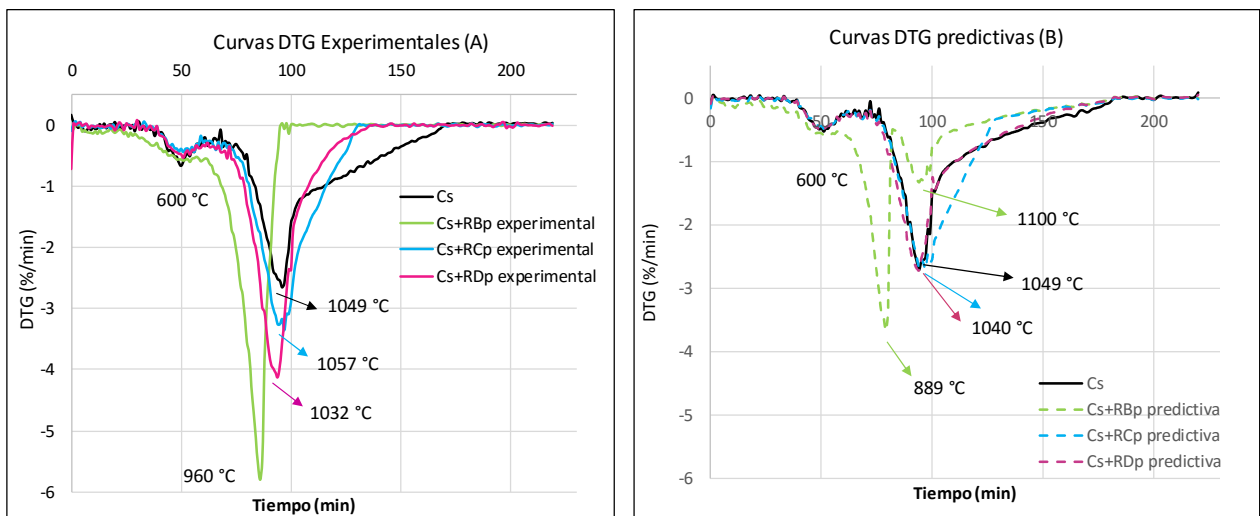 Curvas DTG Experimentales (A)
0 50 100 150 200
0
-1
-2
-3
-4
-5
-6
DTG (%/min)
600 °C
Cs
Cs+RBp experimental
Cs+RCp experimental
Cs+RDp experimental
1049 °C
1057 °C
1032 °C
960 °C
Tiempo (min)
Curvas DTG predictivas (B)
0 50 100 150 200
0
-1
-2
-3
-4
-5
-6
DTG (%/min)
600 °C
1100 °C
1049 °C
1040 °C
889 °C
Cs
Cs+RBp predictiva
Cs+RCp predictiva
Cs+RDp predictiva
Tiempo (min)